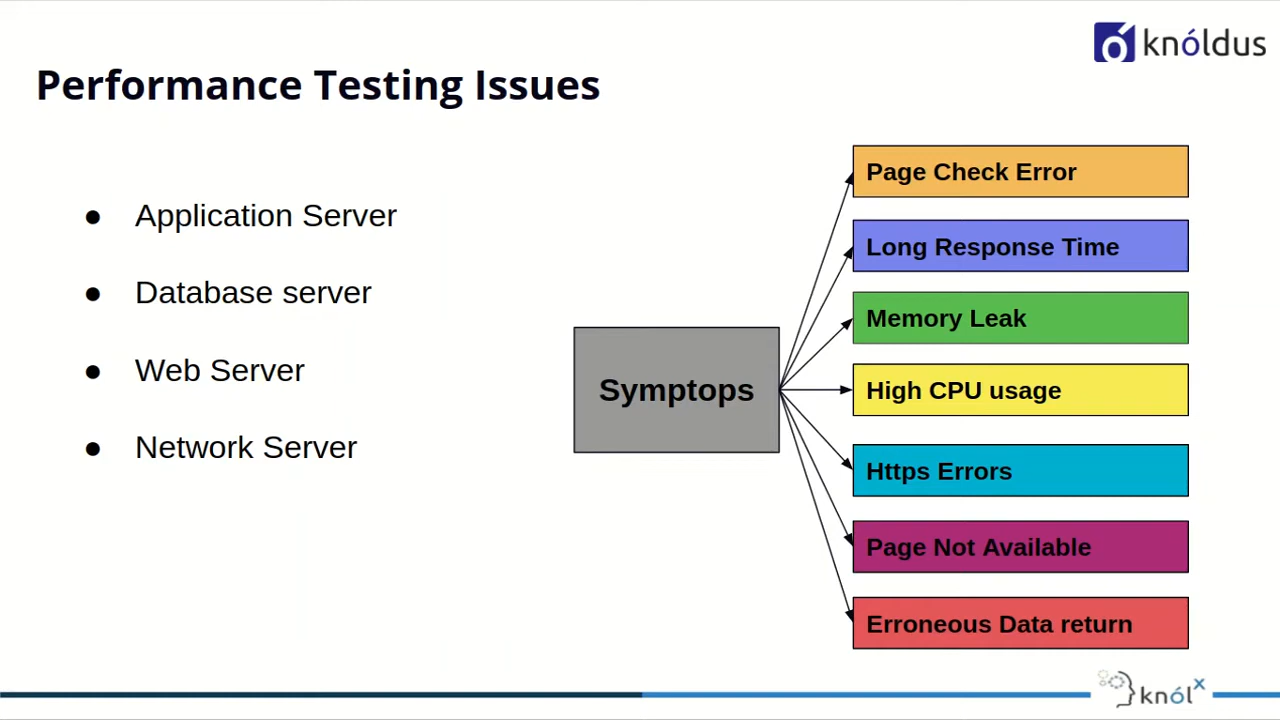 knóldus
Performance Testing Issues
● Application Server
● Database server
● Web Server
● Network Server
Symptops
Page Check Error
Long Response Time
Memory Leak
High CPU usage
Https Errors
Page Not Available
Erroneous Data return
knólx